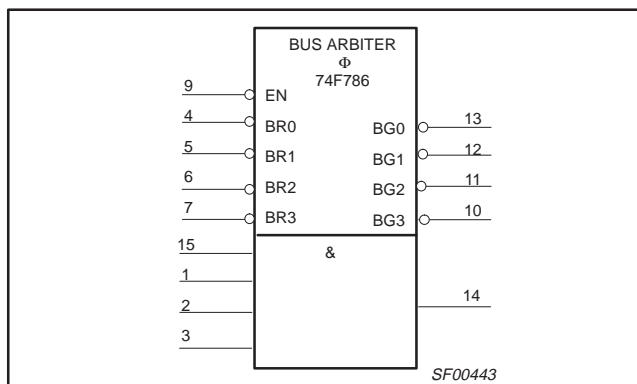 BUS ARBITER
Φ
74F786
9 EN
4 BR0 BG0 13
5 BR1 BG1 12
6 BR2 BG2 11
7 BR3 BG3 10
15 &
1
2 14
3
SF00443